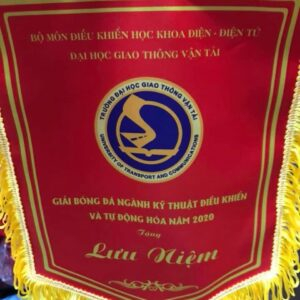 BỘ MÔN ĐIỀU KHIỂN HỌC KHOA ĐIỆN - ĐIỆN TỬ
ĐẠI HỌC GIAO THÔNG VẬN TẢI
TRƯỜNG ĐẠI HỌC GIAO THÔNG VẬN TẢI
UNIVERSITY OF TRANSPORT AND COMMUNICATIONS
GIẢI BÓNG ĐÁ NGÀNH KỸ THUẬT ĐIỀU KHIỂN
VÀ TỰ ĐỘNG HÓA NĂM 2020
Tặng
Lưu Niệm